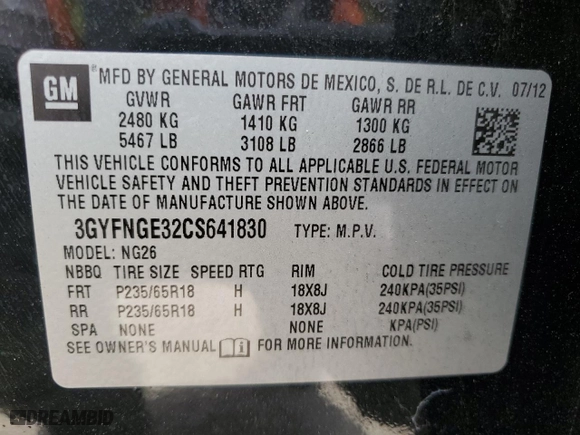 GM ® MFD BY GENERAL MOTORS DE MEXICO, S. DE R.L. DE C.V. 07/12
GVWR GAWR FRT GAWR RR
2480 KG 1410 KG 1300 KG
5467 LB 3108 LB 2866 LB
THIS VEHICLE CONFORMS TO ALL APPLICABLE U.S. FEDERAL MOTOR
VEHICLE SAFETY AND THEFT PREVENTION STANDARDS IN EFFECT ON
THE DATE OF MANUFACTURE SHOWN ABOVE.
3GYFNGE32CS641830 TYPE: M.P.V.
MODEL: NG26
NBBQ TIRE SIZE SPEED RTG RIM COLD TIRE PRESSURE
FRT P235/65R18 H 18X8J 240KPA(35PSI)
RR P235/65R18 H 18X8J 240KPA(35PSI)
SPA NONE NONE KPA(PSI)
SEE OWNER'S MANUAL FOR MORE INFORMATION.
DREAMBID